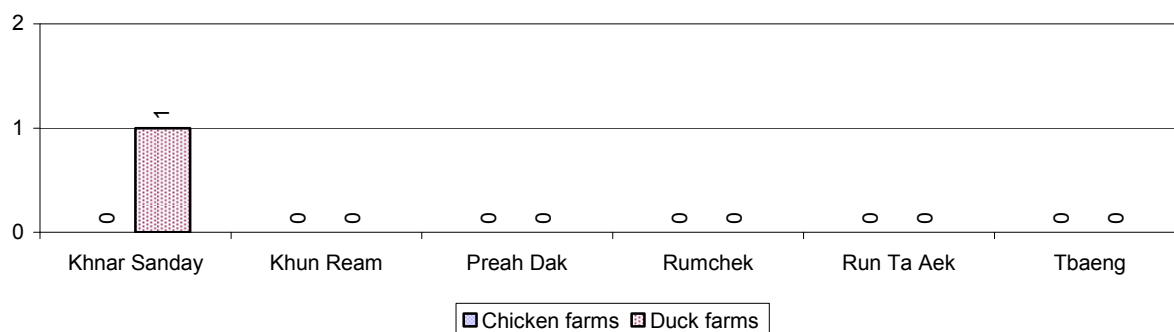 2
1
0
0 1 0 0 0 0 0 0 0 0 0 0
Khnar Sanday Khun Ream Preah Dak Rumchek Run Ta Aek Tbaeng
Chicken farms Duck farms